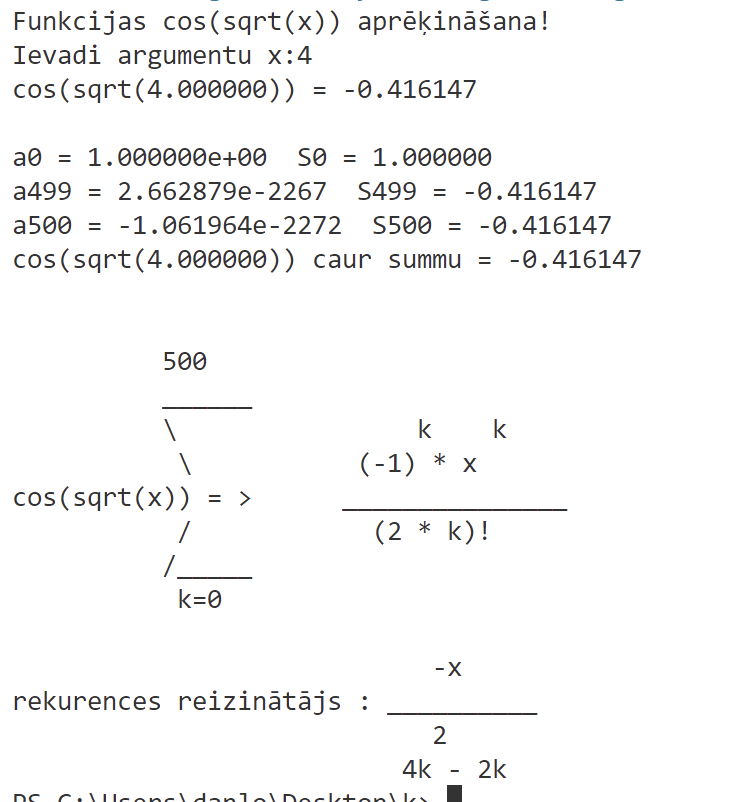 Funkcijas cos(sqrt(x)) aprēķināšana!
Ievadi argumentu x:4
cos(sqrt(4.000000)) = -0.416147

a0 = 1.000000e+00  S0 = 1.000000
a499 = 2.662879e-2267  S499 = -0.416147
a500 = -1.061964e-2272  S500 = -0.416147
cos(sqrt(4.000000)) caur summu = -0.416147


          500
          ______
          \                k    k
           \           (-1) * x
cos(sqrt(x)) = >      _______________
           /            (2 * k)!
          /_____
           k=0

                            -x
rekurences reizinātājs : __________
                            2
                          4k - 2k
PS C:\Users\danlo\Desktop\k>